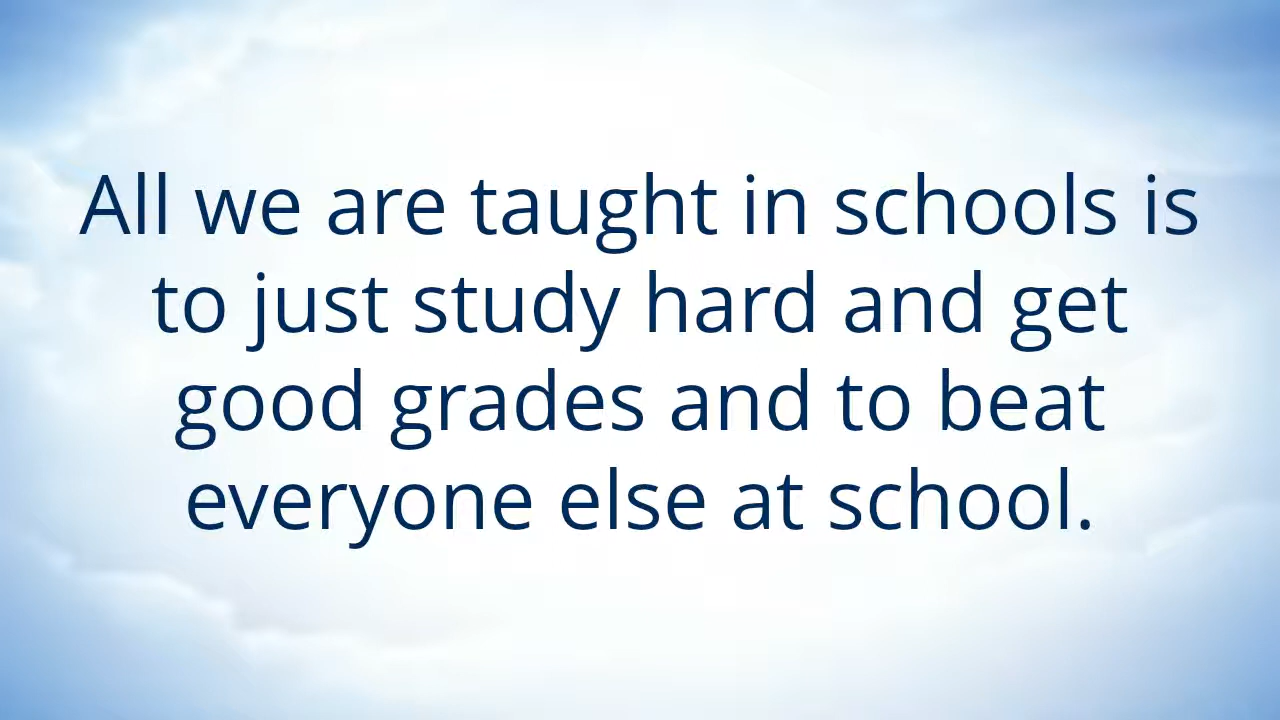 All we are taught in schools is
to just study hard and get
good grades and to beat
everyone else at school.